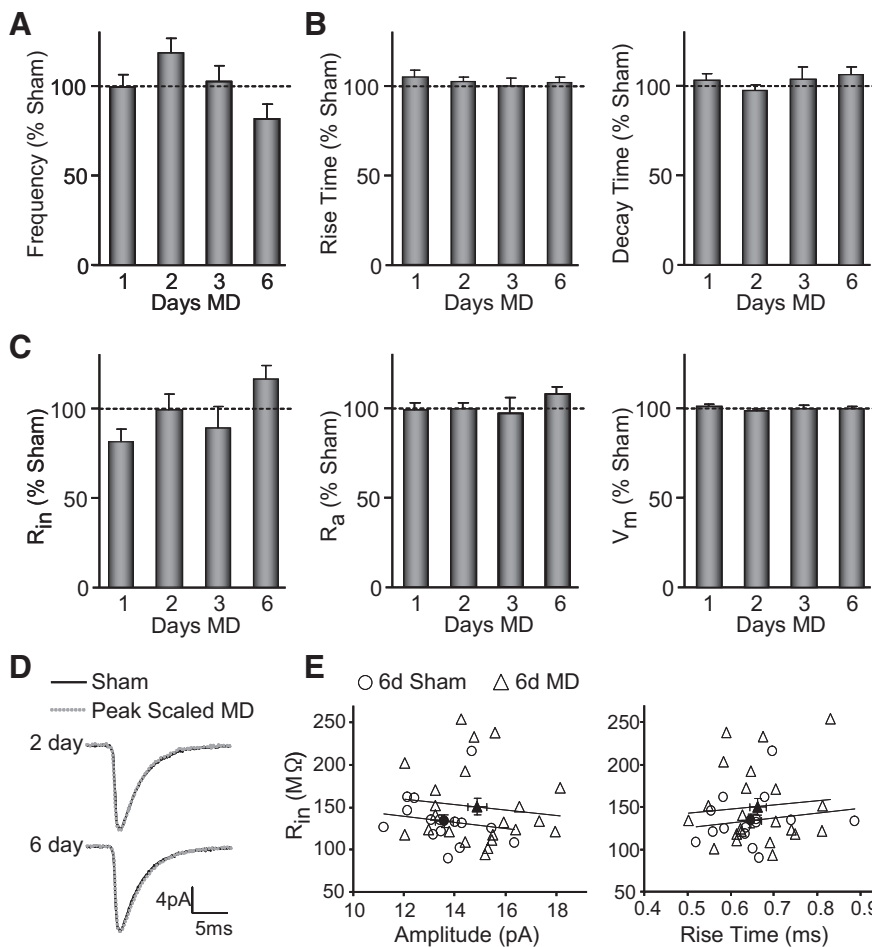 A
Frequency (% Sham)
100
50
0
1 2 3 6
Days MD
B
Rise Time (% Sham)
100
50
0
1 2 3 6
Days MD
Decay Time (% Sham)
100
50
0
1 2 3 6
Days MD
C
Rin (% Sham)
100
50
0
1 2 3 6
Days MD
Ra (% Sham)
100
50
0
1 2 3 6
Days MD
Vm (% Sham)
100
50
0
1 2 3 6
Days MD
D
Sham
Peak Scaled MD
2 day
6 day
4pA
5ms
E
6d Sham 6d MD
Rin (MΩ)
250
200
150
100
50
10 12 14 16 18
Amplitude (pA)
250
200
150
100
50
0.4 0.5 0.6 0.7 0.8 0.9
Rise Time (ms)